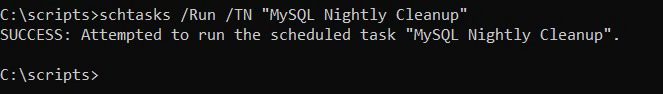 C:\scripts>schtasks /Run /TN "MySQL Nightly Cleanup"
SUCCESS: Attempted to run the scheduled task "MySQL Nightly Cleanup".
C:\scripts>